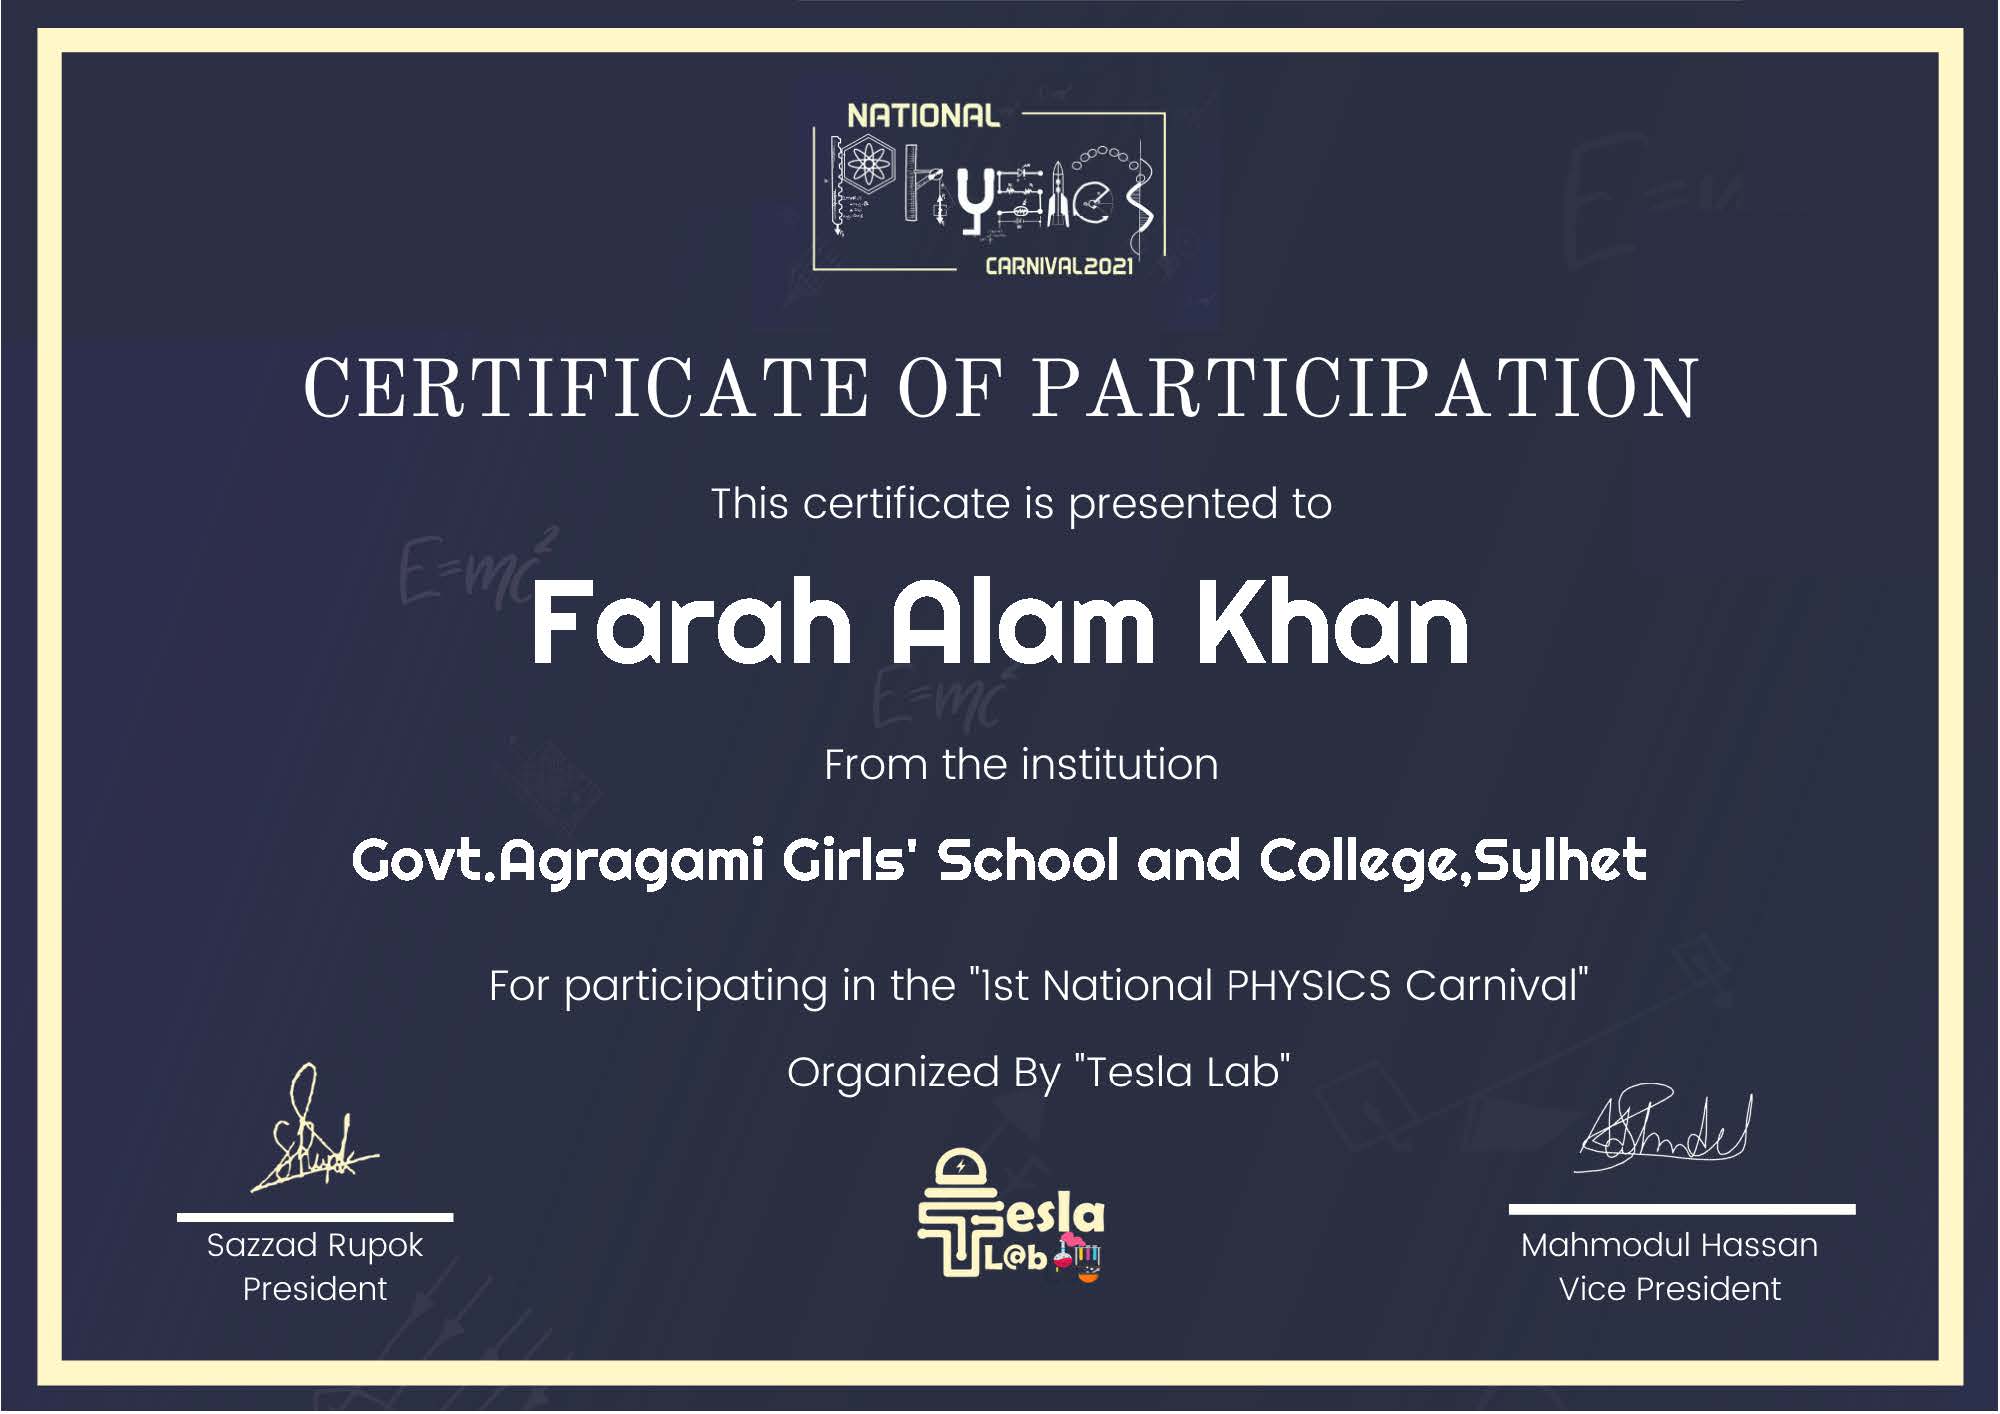 NATIONAL
Physics
CARNIVAL2021
CERTIFICATE OF PARTICIPATION
This certificate is presented to
E=mc²
Farah Alam Khan
E=mc²
From the institution
Govt.Agragami Girls' School and College,Sylhet
For participating in the "1st National PHYSICS Carnival"
Organized By "Tesla Lab"
Tesla
L@b
Sazzad Rupok
President
Mahmodul Hassan
Vice President